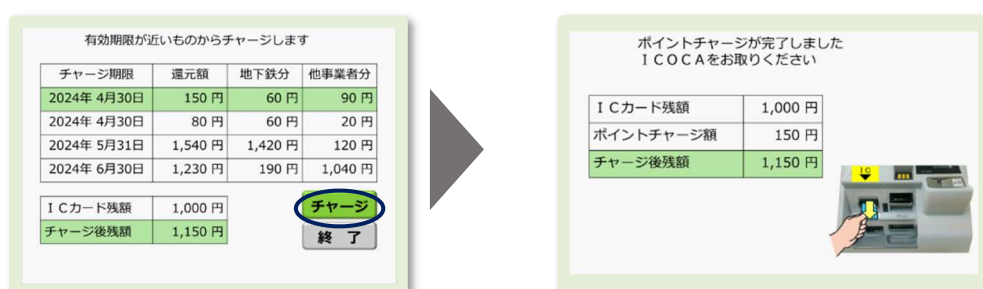 有効期限が近いものからチャージします
チャージ期限 還元額 地下鉄分 他事業者分
2024年 4月30日 150 円 60 円 90 円
2024年 4月30日 80 円 60 円 20 円
2024年 5月31日 1,540 円 1,420 円 120 円
2024年 6月30日 1,230 円 190 円 1,040 円
ＩＣカード残額 1,000 円
チャージ後残額 1,150 円
チャージ
終 了
ポイントチャージが完了しました
ＩＣＯＣＡをお取りください
ＩＣカード残額 1,000 円
ポイントチャージ額 150 円
チャージ後残額 1,150 円
ＩＣ